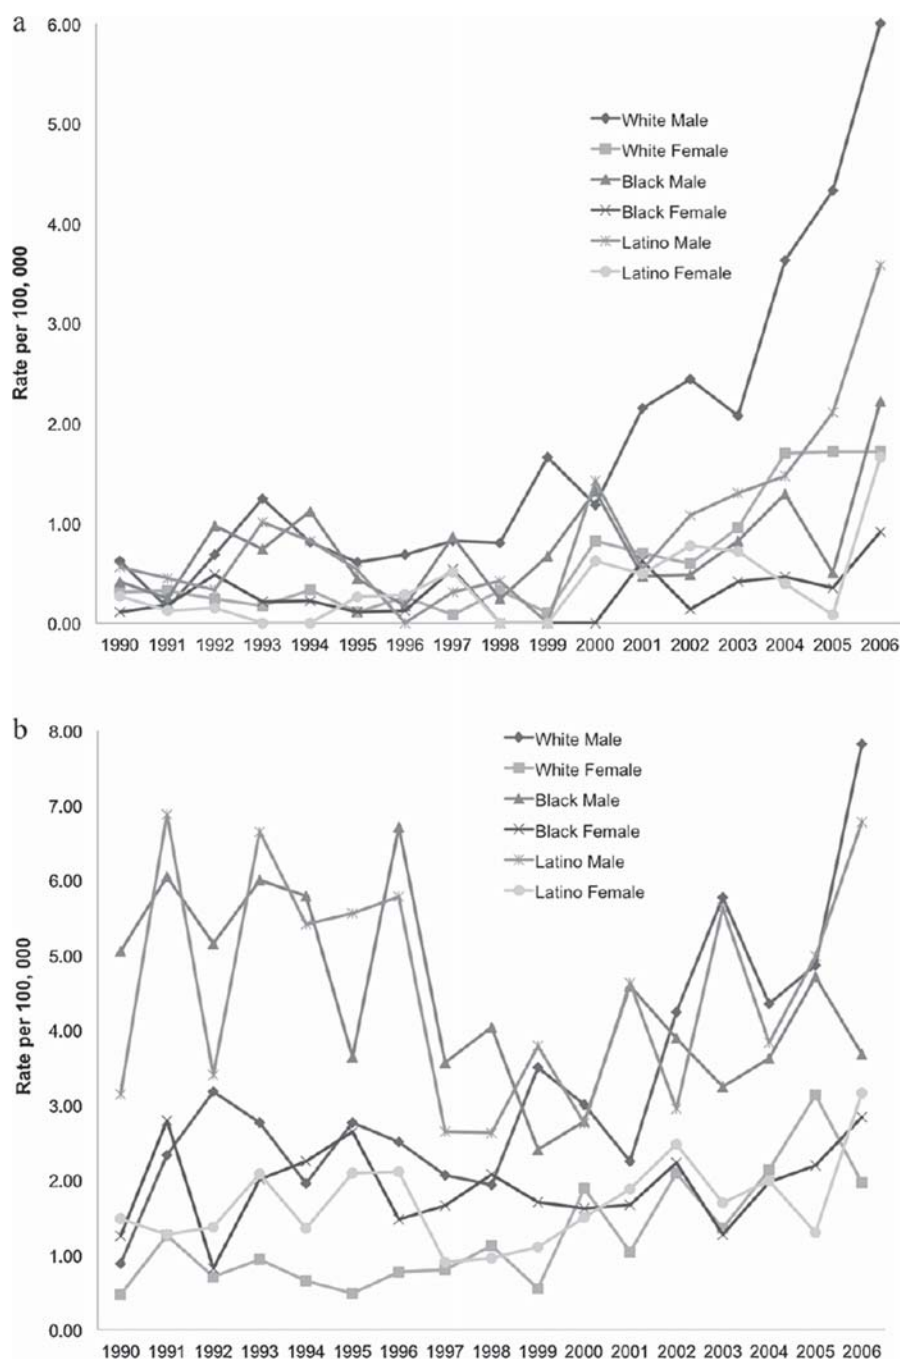 a
6.00
5.00
4.00
3.00
2.00
1.00
0.00
Rate per 100, 000
White Male
White Female
Black Male
Black Female
Latino Male
Latino Female
1990 1991 1992 1993 1994 1995 1996 1997 1998 1999 2000 2001 2002 2003 2004 2005 2006
b
8.00
7.00
6.00
5.00
4.00
3.00
2.00
1.00
0.00
Rate per 100, 000
White Male
White Female
Black Male
Black Female
Latino Male
Latino Female
1990 1991 1992 1993 1994 1995 1996 1997 1998 1999 2000 2001 2002 2003 2004 2005 2006